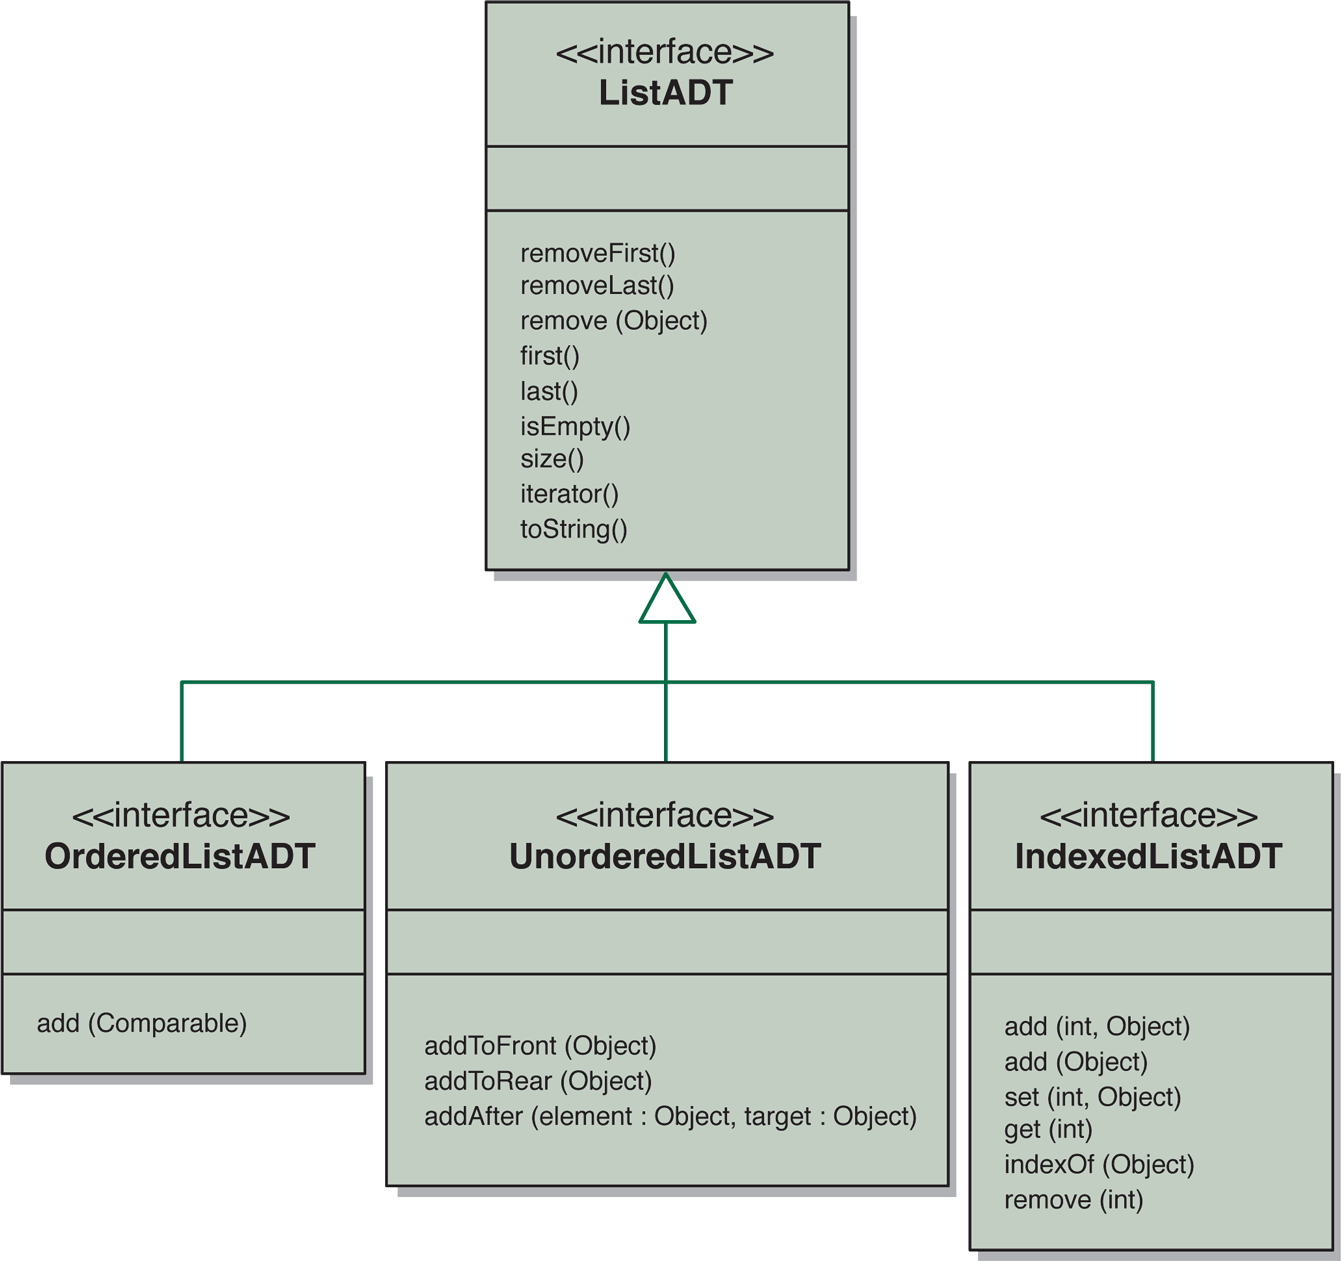 <<interface>>
ListADT
removeFirst()
removeLast()
remove (Object)
first()
last()
isEmpty()
size()
iterator()
toString()
<<interface>>
OrderedListADT
add (Comparable)
<<interface>>
UnorderedListADT
addToFront (Object)
addToRear (Object)
addAfter (element : Object, target : Object)
<<interface>>
IndexedListADT
add (int, Object)
add (Object)
set (int, Object)
get (int)
indexOf (Object)
remove (int)